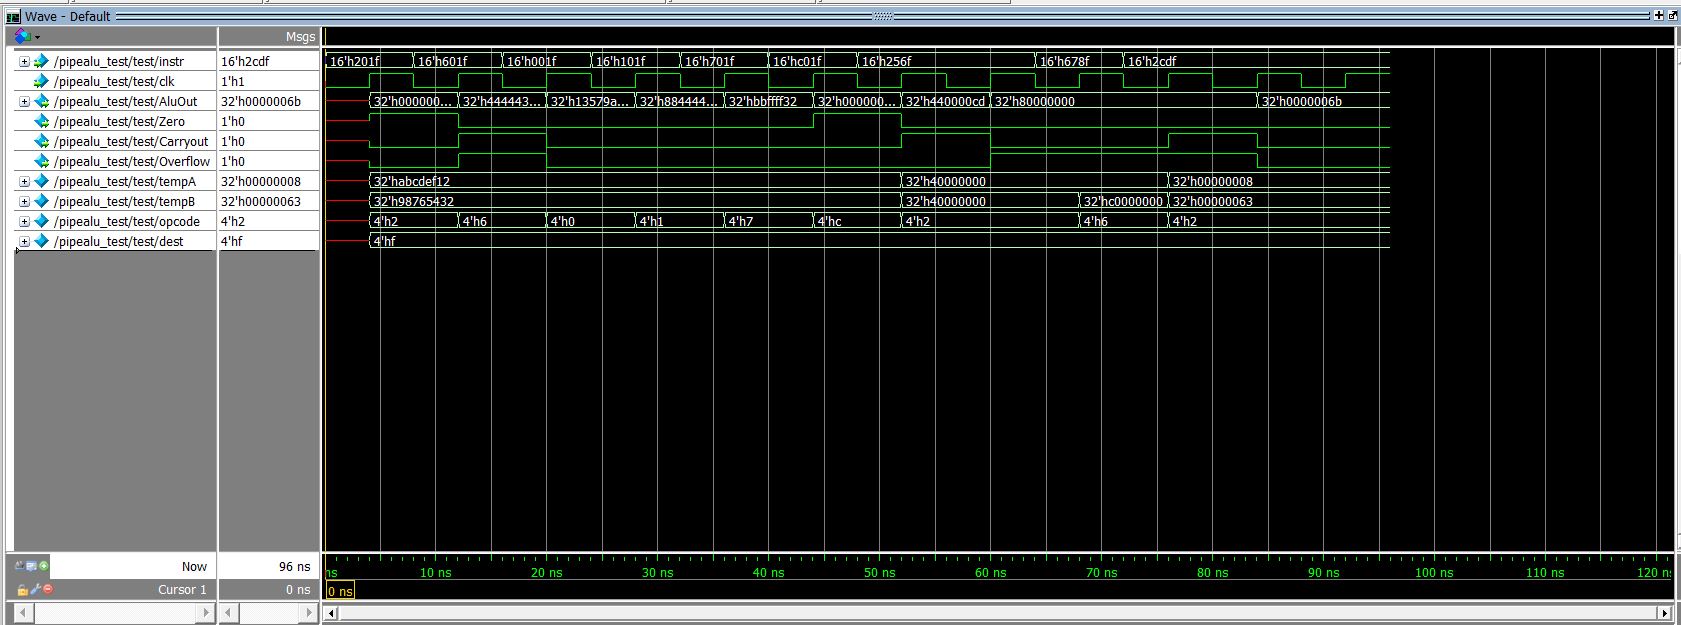 Wave - Default
Msgs
/pipealu_test/test/instr 16'h2cdf 16'h201f 16'h601f 16'h001f 16'h101f 16'h701f 16'hc01f 16'h256f 16'h678f 16'h2cdf
/pipealu_test/test/clk 1'h1
/pipealu_test/test/AluOut 32'h0000006b 32'h000000... 32'h444443... 32'h13579a... 32'h884444... 32'hbbffff32 32'h000000... 32'h440000cd 32'h80000000 32'h0000006b
/pipealu_test/test/Zero 1'h0
/pipealu_test/test/Carryout 1'h0
/pipealu_test/test/Overflow 1'h0
/pipealu_test/test/tempA 32'h00000008 32'habcdef12 32'h40000000 32'h00000008
/pipealu_test/test/tempB 32'h00000063 32'h98765432 32'h40000000 32'hc0000000 32'h00000063
/pipealu_test/test/opcode 4'h2 4'h2 4'h6 4'h0 4'h1 4'h7 4'hc 4'h2 4'h6 4'h2
/pipealu_test/test/dest 4'hf 4'hf
Now 96 ns ns 10 ns 20 ns 30 ns 40 ns 50 ns 60 ns 70 ns 80 ns 90 ns 100 ns 110 ns 120 n
Cursor 1 0 ns 0 ns